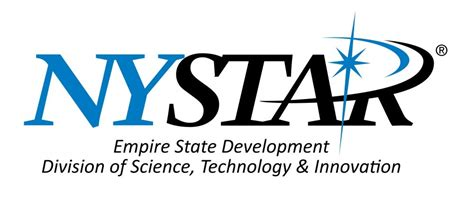 NYSTAR®
Empire State Development
Division of Science, Technology & Innovation